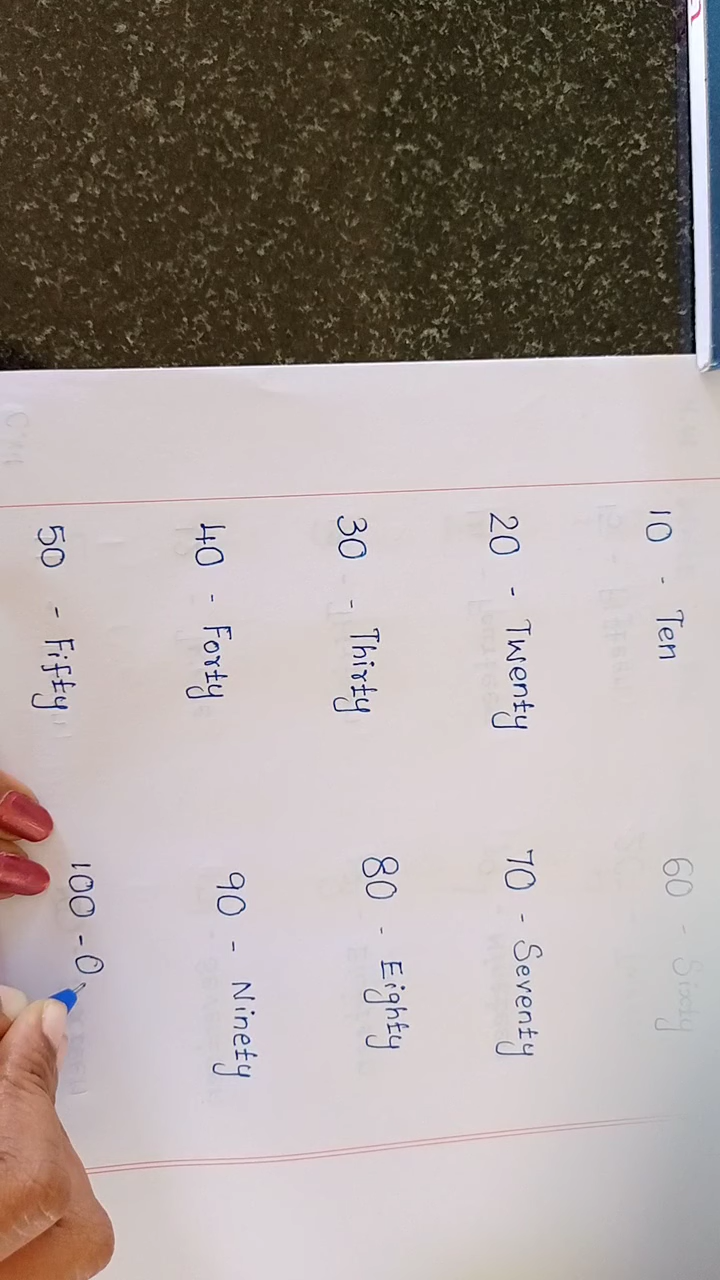 10 - Ten
20 - Twenty
30 - Thirty
40 - Forty
50 - Fifty
60 - Sixty
70 - Seventy
80 - Eighty
90 - Ninety
100 - O